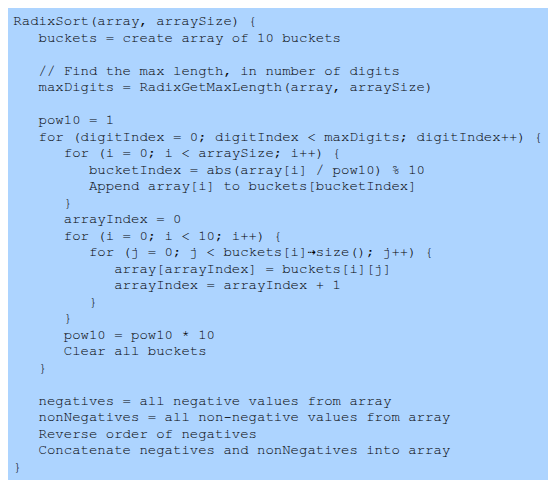 RadixSort(array, arraySize) {
   buckets = create array of 10 buckets

   // Find the max length, in number of digits
   maxDigits = RadixGetMaxLength(array, arraySize)

   pow10 = 1
   for (digitIndex = 0; digitIndex < maxDigits; digitIndex++) {
      for (i = 0; i < arraySize; i++) {
         bucketIndex = abs(array[i] / pow10) % 10
         Append array[i] to buckets[bucketIndex]
      }
      arrayIndex = 0
      for (i = 0; i < 10; i++) {
         for (j = 0; j < buckets[i]→size(); j++) {
            array[arrayIndex] = buckets[i][j]
            arrayIndex = arrayIndex + 1
         }
      }
      pow10 = pow10 * 10
      Clear all buckets
   }

   negatives = all negative values from array
   nonNegatives = all non-negative values from array
   Reverse order of negatives
   Concatenate negatives and nonNegatives into array
}